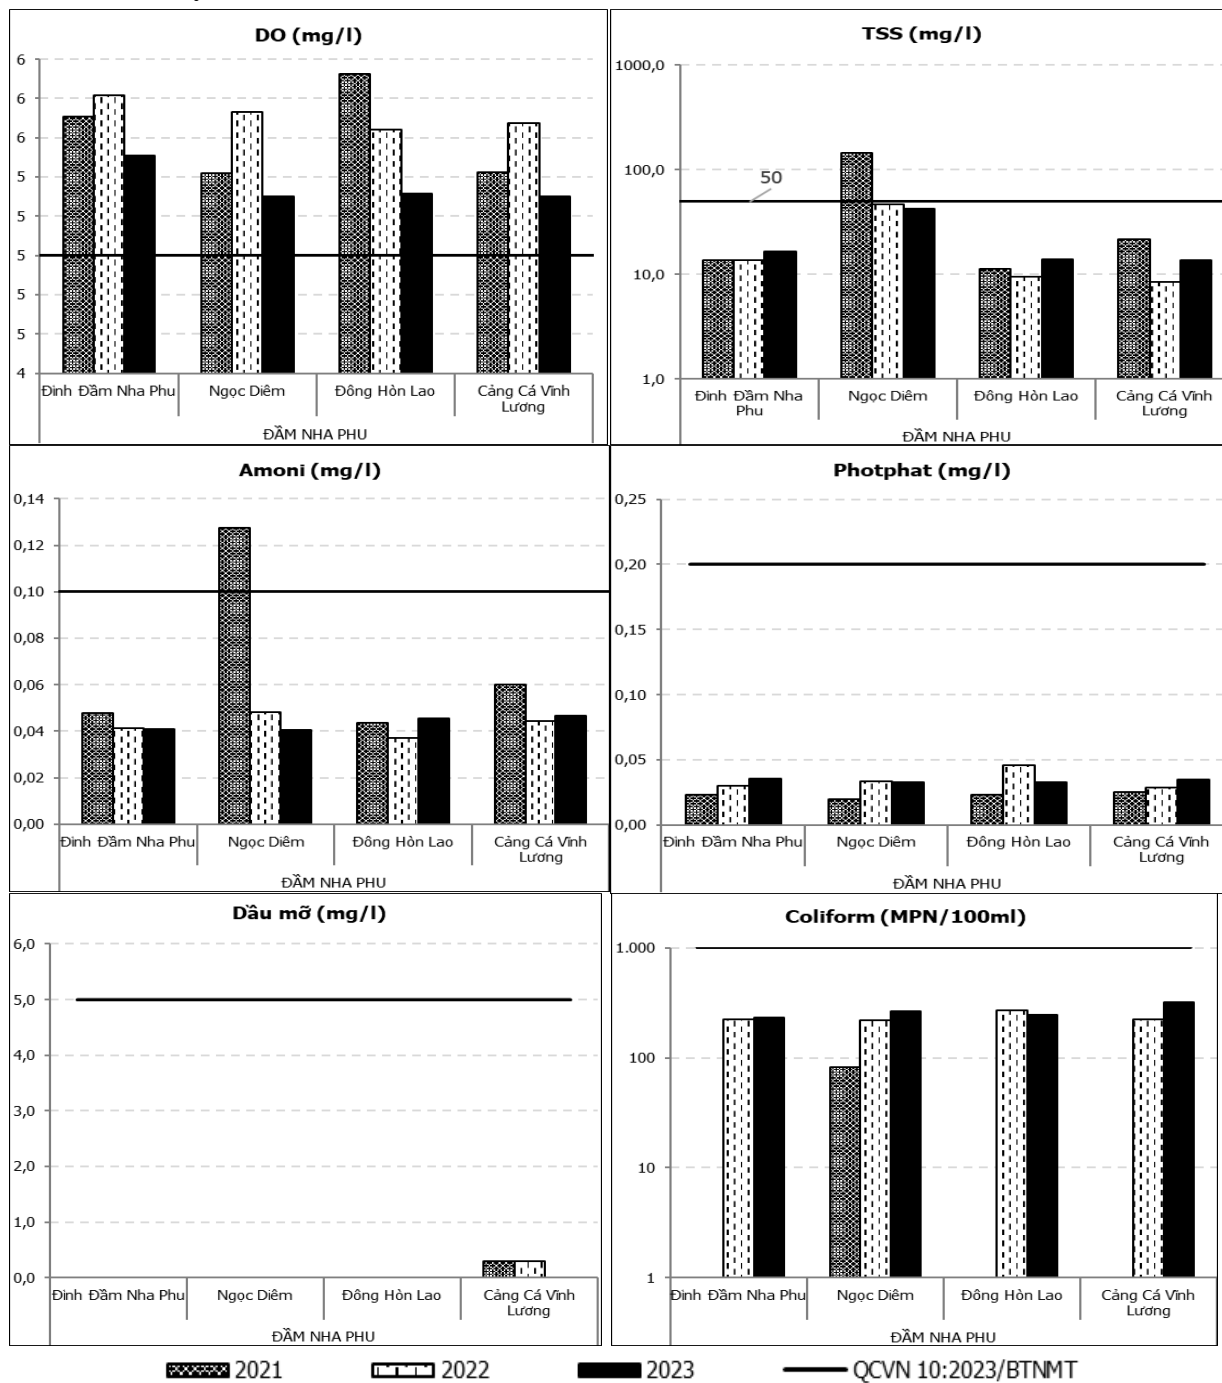 DO (mg/l)
6
6
6
5
5
5
5
5
4
Đỉnh Đầm Nha Phu
Ngọc Diêm
Đông Hòn Lao
Cảng Cá Vĩnh
Lương
ĐẦM NHA PHU
TSS (mg/l)
1000,0
100,0
10,0
1,0
50
Đỉnh Đầm Nha
Phu
Ngọc Diêm
Đông Hòn Lao
Cảng Cá Vĩnh
Lương
ĐẦM NHA PHU
Amoni (mg/l)
0,14
0,12
0,10
0,08
0,06
0,04
0,02
0,00
Đỉnh Đầm Nha Phu
Ngọc Diêm
Đông Hòn Lao
Cảng Cá Vĩnh
Lương
ĐẦM NHA PHU
Photphat (mg/l)
0,25
0,20
0,15
0,10
0,05
0,00
Đỉnh Đầm Nha Phu
Ngọc Diêm
Đông Hòn Lao
Cảng Cá Vĩnh
Lương
ĐẦM NHA PHU
Dầu mỡ (mg/l)
6,0
5,0
4,0
3,0
2,0
1,0
0,0
Đỉnh Đầm Nha Phu
Ngọc Diêm
Đông Hòn Lao
Cảng Cá Vĩnh
Lương
ĐẦM NHA PHU
Coliform (MPN/100ml)
1.000
100
10
1
Đỉnh Đầm Nha Phu
Ngọc Diêm
Đông Hòn Lao
Cảng Cá Vĩnh
Lương
ĐẦM NHA PHU
2021
2022
2023
QCVN 10:2023/BTNMT